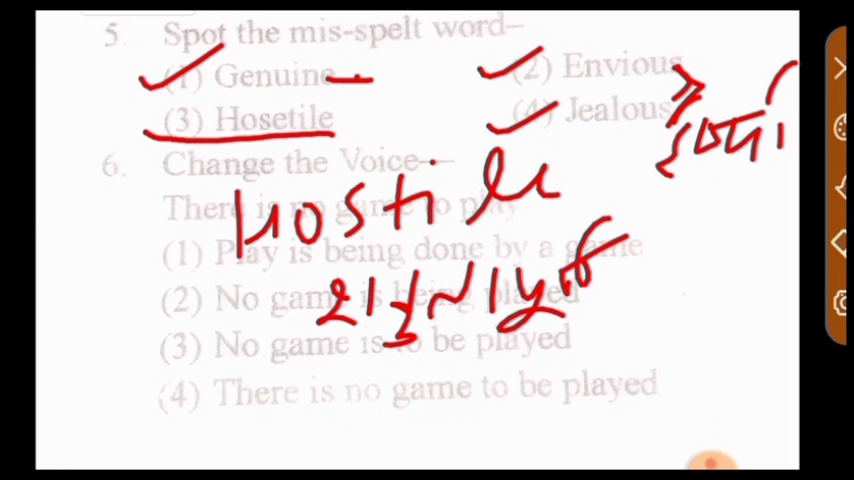 5. Spot the mis-spelt word–
(1) Genuine (2) Envious
(3) Hosetile (4) Jealous
Hostile
6. Change the Voice—
There is no game to play
(1) Play is being done by a game
(2) No game is being played
(3) No game is to be played
(4) There is no game to be played